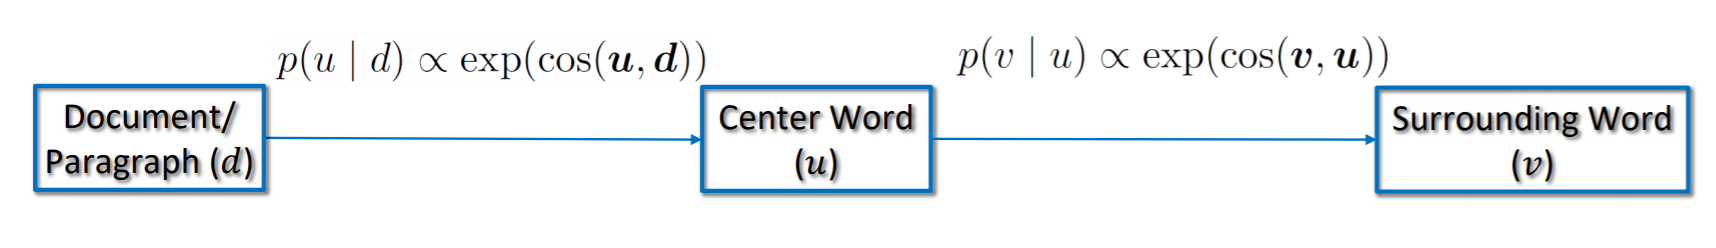 p(u | d) ∝ exp(cos(u, d))
p(v | u) ∝ exp(cos(v, u))
Document/
Paragraph (d)
Center Word
(u)
Surrounding Word
(v)